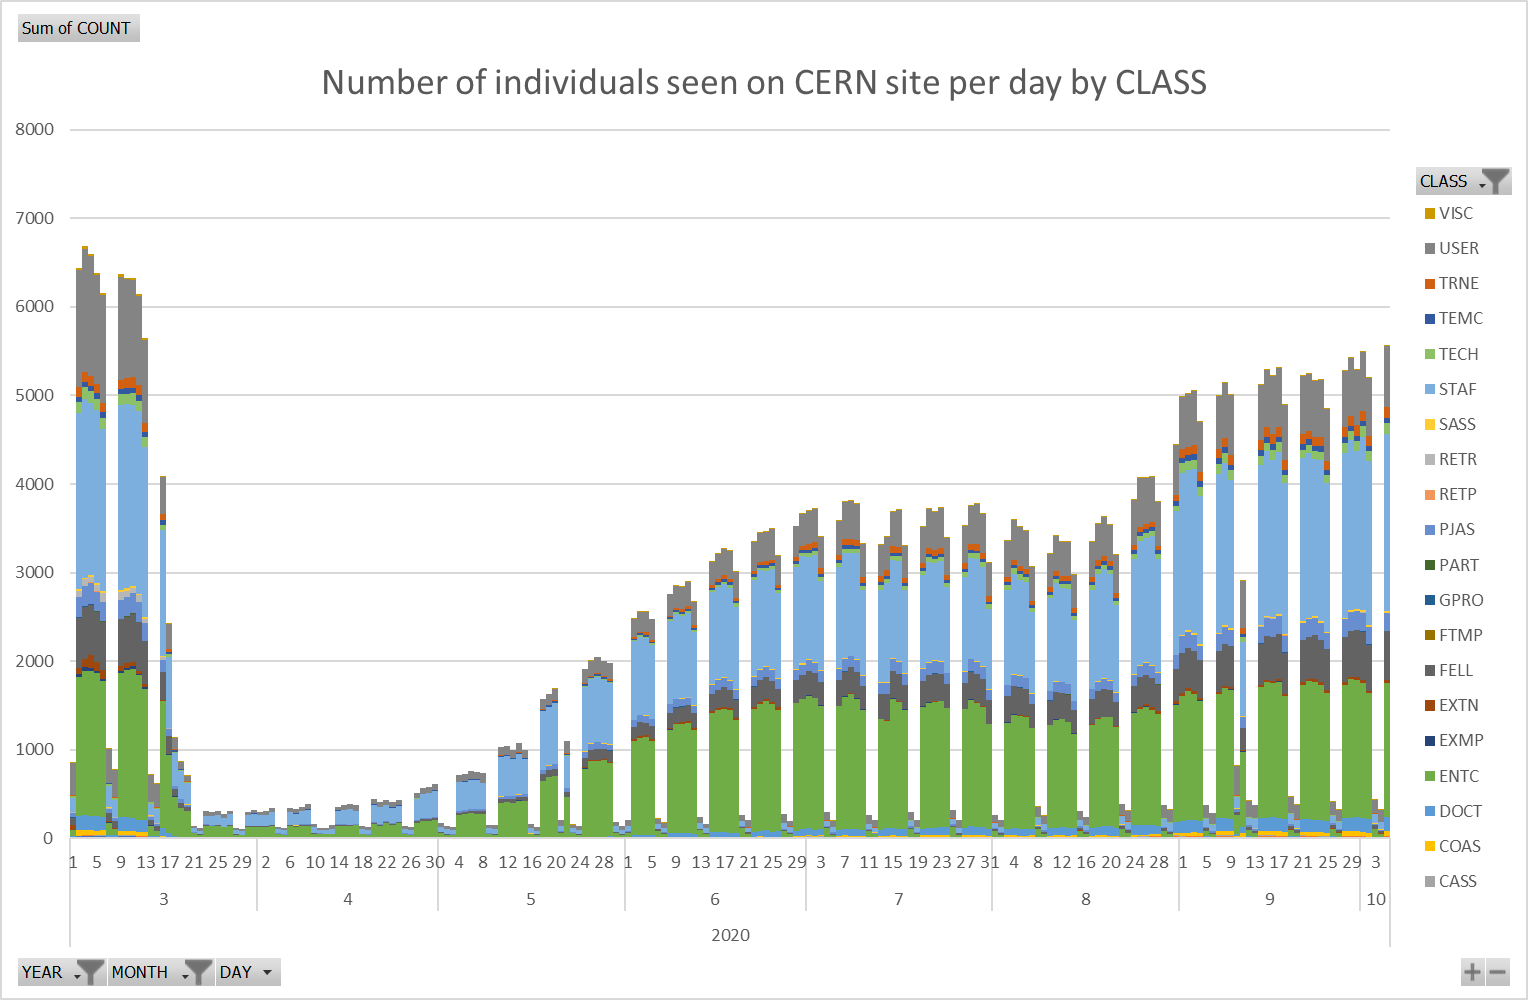 Sum of COUNT
Number of individuals seen on CERN site per day by CLASS
8000
7000
6000
5000
4000
3000
2000
1000
0
CLASS
VISC
USER
TRNE
TEMC
TECH
STAF
SASS
RETR
RETP
PJAS
PART
GPRO
FTMP
FELL
EXTN
EXMP
ENTC
DOCT
COAS
CASS
1 5 9 13 17 21 25 29 2 6 10 14 18 22 26 30 4 8 12 16 20 24 28 1 5 9 13 17 21 25 29 3 7 11 15 19 23 27 31 4 8 12 16 20 24 28 1 5 9 13 17 21 25 29 3
3 4 5 6 7 8 9 10
2020
YEAR MONTH DAY